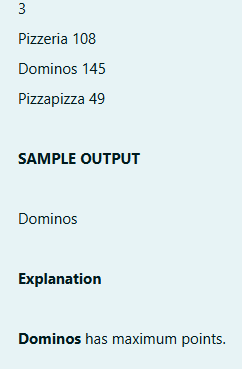 3
Pizzeria 108
Dominos 145
Pizzapizza 49
SAMPLE OUTPUT
Dominos
Explanation
Dominos has maximum points.